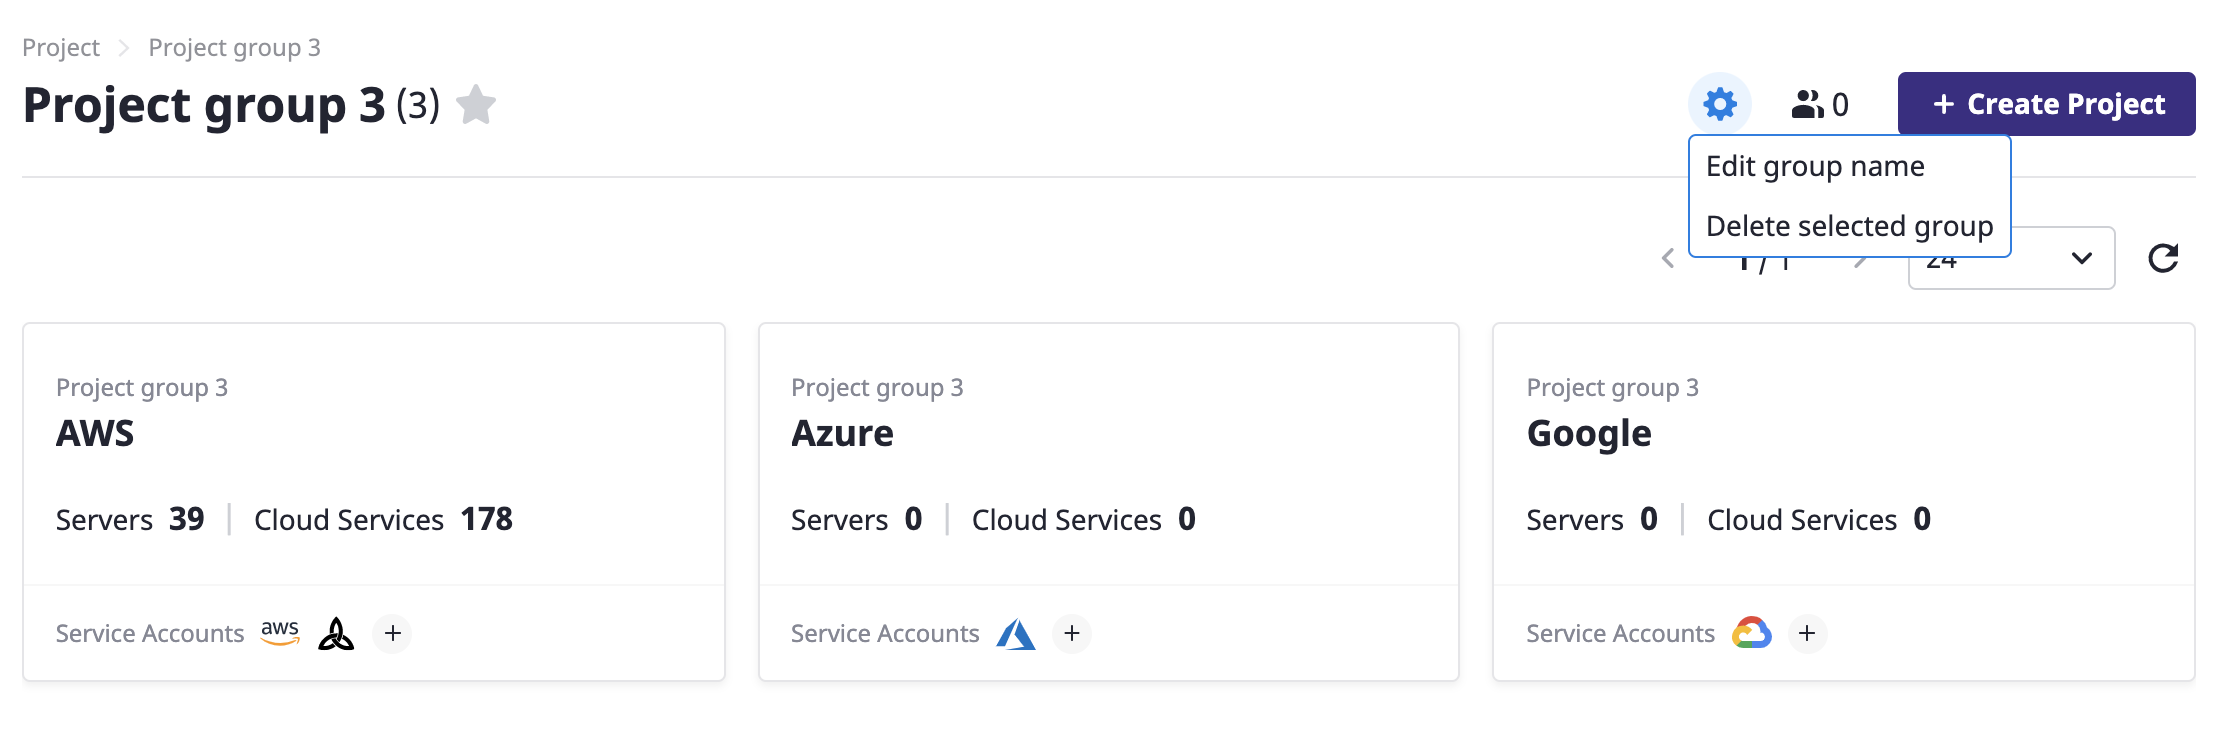 Project > Project group 3
Project group 3 (3)
0
+ Create Project
Edit group name
Delete selected group
1 / 1
24
Project group 3
AWS
Servers 39 | Cloud Services 178
Service Accounts aws +
Project group 3
Azure
Servers 0 | Cloud Services 0
Service Accounts +
Project group 3
Google
Servers 0 | Cloud Services 0
Service Accounts +